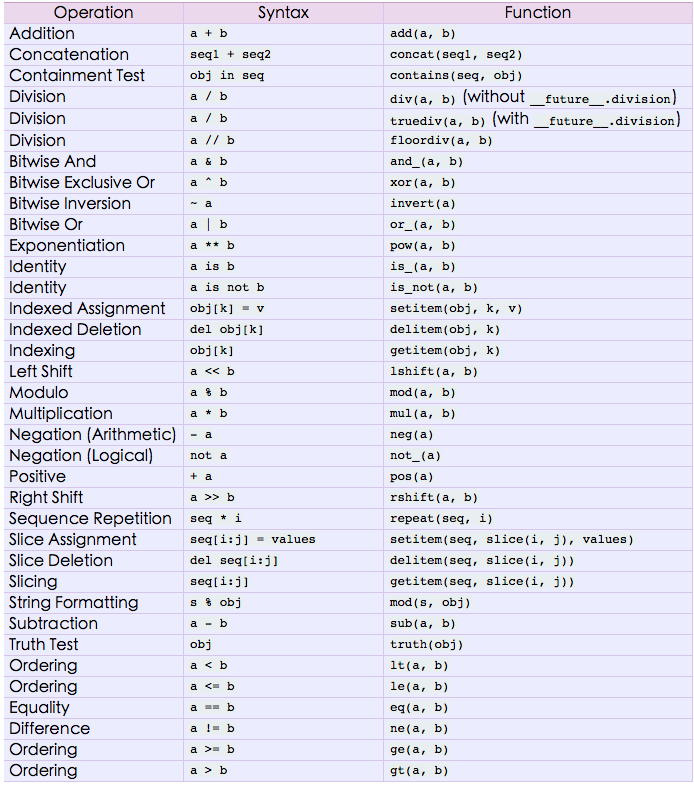 Operation Syntax Function
Addition a + b add(a, b)
Concatenation seq1 + seq2 concat(seq1, seq2)
Containment Test obj in seq contains(seq, obj)
Division a / b div(a, b) (without __future__.division)
Division a / b truediv(a, b) (with __future__.division)
Division a // b floordiv(a, b)
Bitwise And a & b and_(a, b)
Bitwise Exclusive Or a ^ b xor(a, b)
Bitwise Inversion ~ a invert(a)
Bitwise Or a | b or_(a, b)
Exponentiation a ** b pow(a, b)
Identity a is b is_(a, b)
Identity a is not b is_not(a, b)
Indexed Assignment obj[k] = v setitem(obj, k, v)
Indexed Deletion del obj[k] delitem(obj, k)
Indexing obj[k] getitem(obj, k)
Left Shift a << b lshift(a, b)
Modulo a % b mod(a, b)
Multiplication a * b mul(a, b)
Negation (Arithmetic) - a neg(a)
Negation (Logical) not a not_(a)
Positive + a pos(a)
Right Shift a >> b rshift(a, b)
Sequence Repetition seq * i repeat(seq, i)
Slice Assignment seq[i:j] = values setitem(seq, slice(i, j), values)
Slice Deletion del seq[i:j] delitem(seq, slice(i, j))
Slicing seq[i:j] getitem(seq, slice(i, j))
String Formatting s % obj mod(s, obj)
Subtraction a - b sub(a, b)
Truth Test obj truth(obj)
Ordering a < b lt(a, b)
Ordering a <= b le(a, b)
Equality a == b eq(a, b)
Difference a != b ne(a, b)
Ordering a >= b ge(a, b)
Ordering a > b gt(a, b)